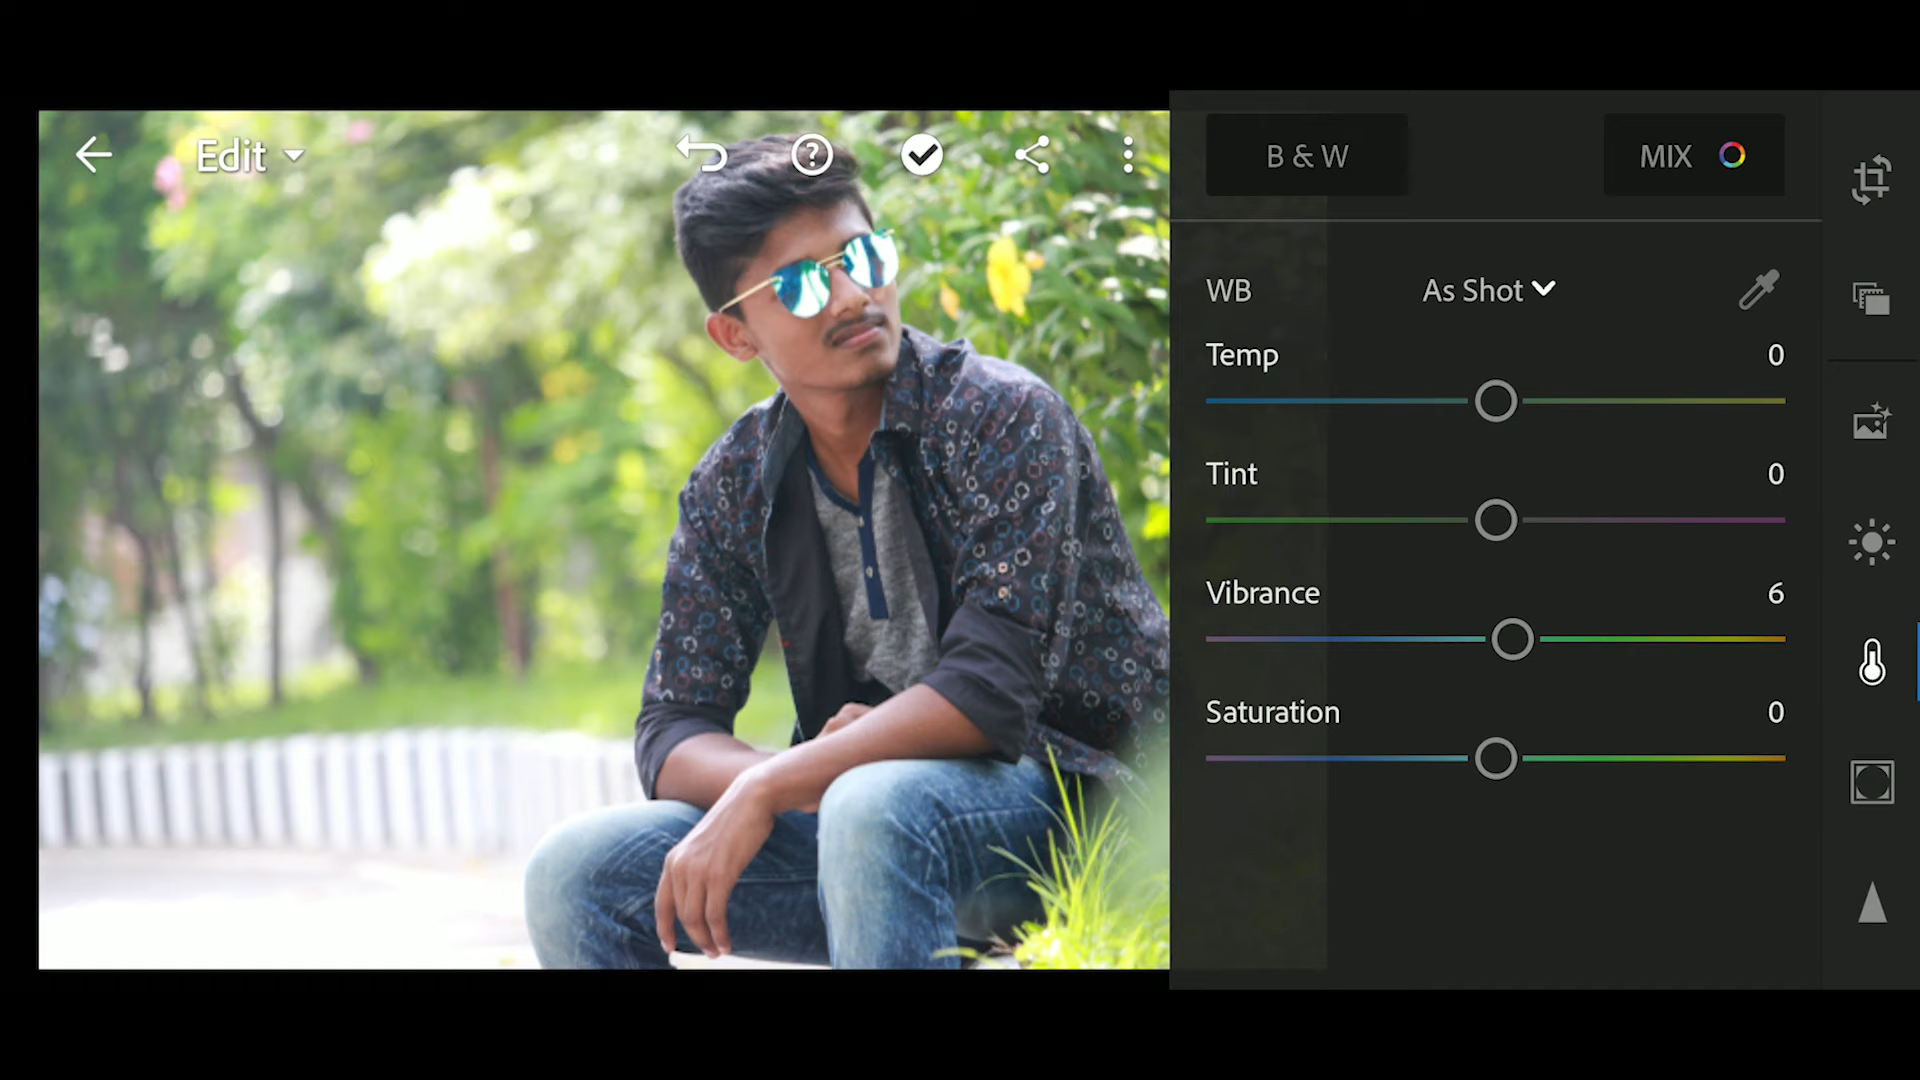 Edit
B & W
MIX
WB
As Shot
Temp
0
Tint
0
Vibrance
6
Saturation
0